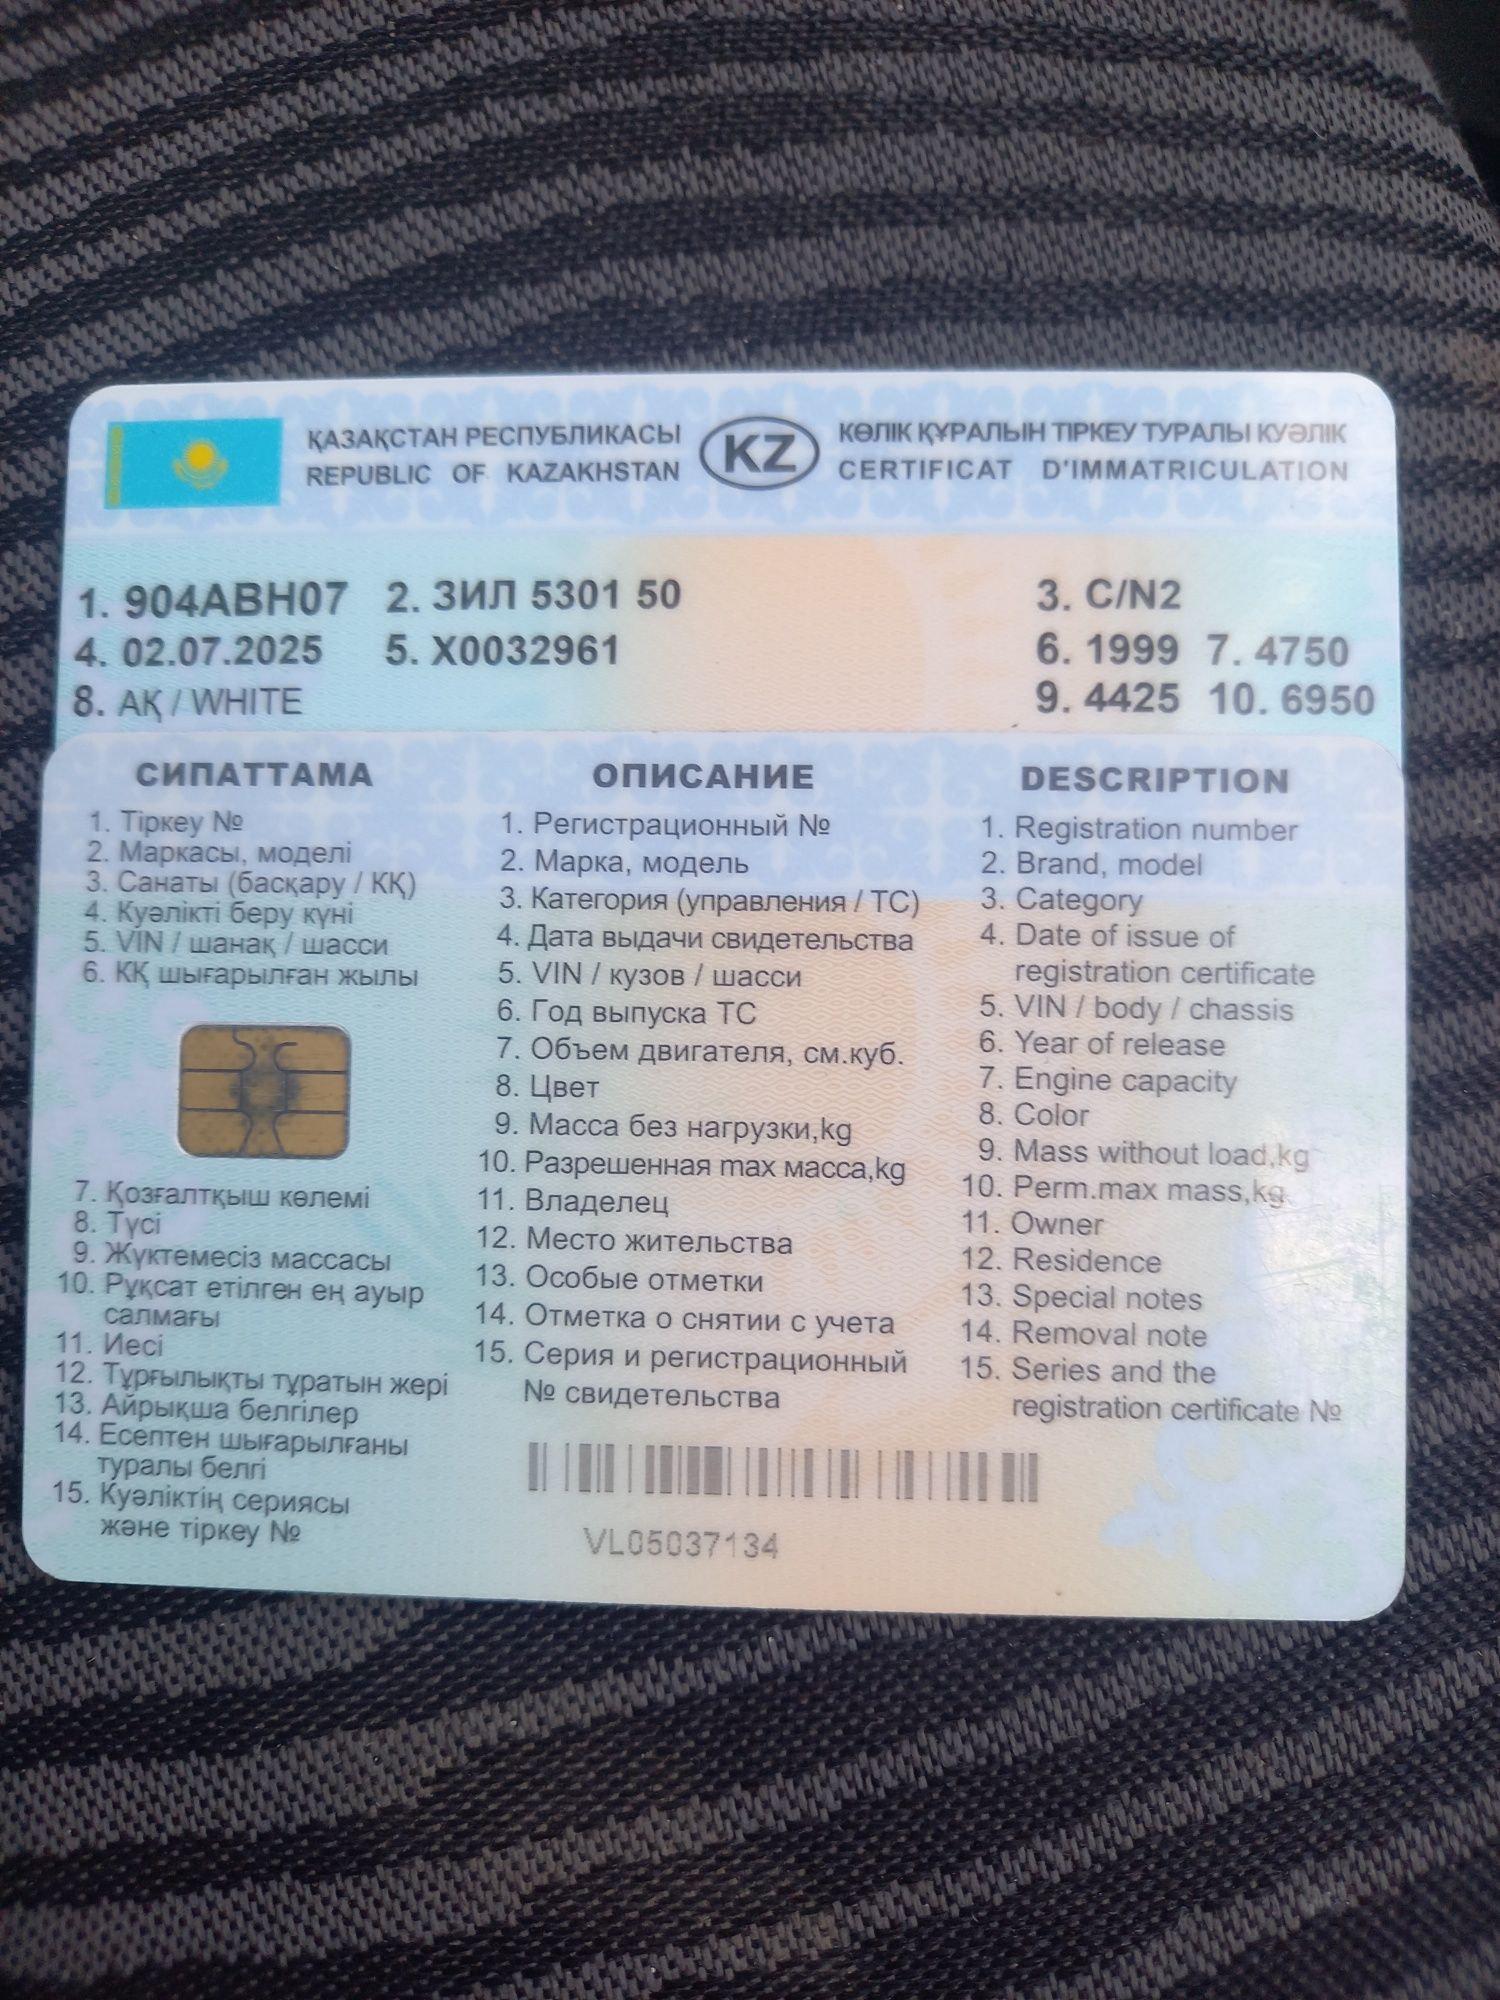 ҚАЗАҚСТАН РЕСПУБЛИКАСЫ
REPUBLIC OF KAZAKHSTAN
KZ
КӨЛІК ҚҰРАЛЫН ТІРКЕУ ТУРАЛЫ КУӘЛІК
CERTIFICAT D'IMMATRICULATION
1. 904ABH07 2. ЗИЛ 5301 50 3. C/N2
4. 02.07.2025 5. X0032961 6. 1999 7. 4750
8. АҚ / WHITE 9. 4425 10. 6950
СИПАТТАМА
1. Тіркеу №
2. Маркасы, моделі
3. Санаты (басқару / КҚ)
4. Куәлікті беру күні
5. VIN / шанақ / шасси
6. КҚ шығарылған жылы
7. Қозғалтқыш көлемі
8. Түсі
9. Жүктемесіз массасы
10. Рұқсат етілген ең ауыр
салмағы
11. Иесі
12. Тұрғылықты тұратын жері
13. Айрықша белгілер
14. Есептен шығарылғаны
туралы белгі
15. Куәліктің сериясы
және тіркеу №
ОПИСАНИЕ
1. Регистрационный №
2. Марка, модель
3. Категория (управления / ТС)
4. Дата выдачи свидетельства
5. VIN / кузов / шасси
6. Год выпуска ТС
7. Объем двигателя, см.куб.
8. Цвет
9. Масса без нагрузки,kg
10. Разрешенная max масса,kg
11. Владелец
12. Место жительства
13. Особые отметки
14. Отметка о снятии с учета
15. Серия и регистрационный
№ свидетельства
DESCRIPTION
1. Registration number
2. Brand, model
3. Category
4. Date of issue of
registration certificate
5. VIN / body / chassis
6. Year of release
7. Engine capacity
8. Color
9. Mass without load,kg
10. Perm.max mass,kg
11. Owner
12. Residence
13. Special notes
14. Removal note
15. Series and the
registration certificate №
VL05037134